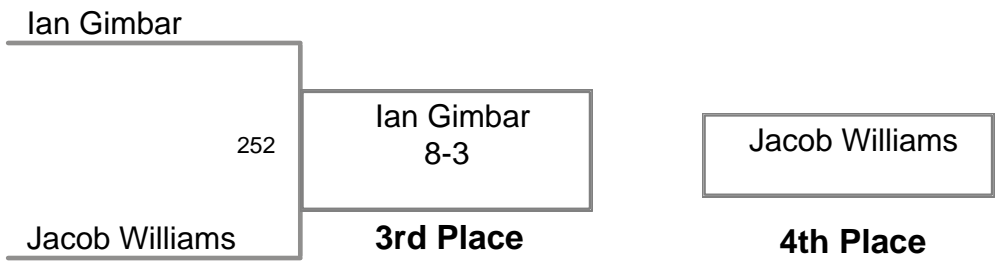 Ian Gimbar
252
Jacob Williams
Ian Gimbar
8-3
3rd Place
Jacob Williams
4th Place